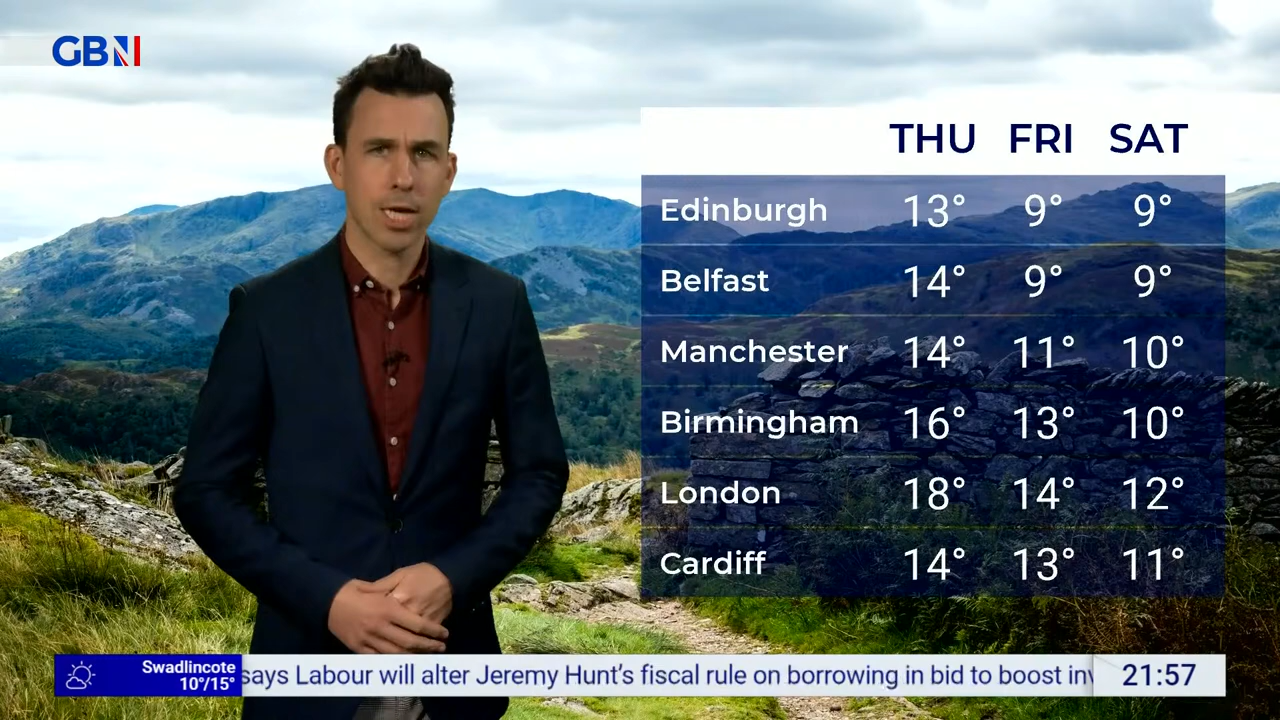 GBN
THU FRI SAT
Edinburgh 13° 9° 9°
Belfast 14° 9° 9°
Manchester 14° 11° 10°
Birmingham 16° 13° 10°
London 18° 14° 12°
Cardiff 14° 13° 11°
Swadlincote
10°/15°
says Labour will alter Jeremy Hunt's fiscal rule on borrowing in bid to boost
21:57